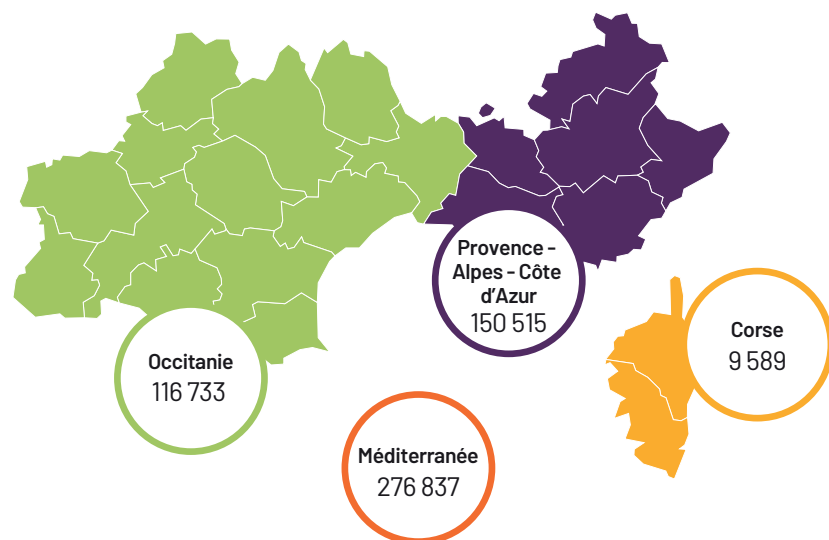 Provence -
Alpes - Côte
d'Azur
150 515
Corse
9 589
Occitanie
116 733
Méditerranée
276 837